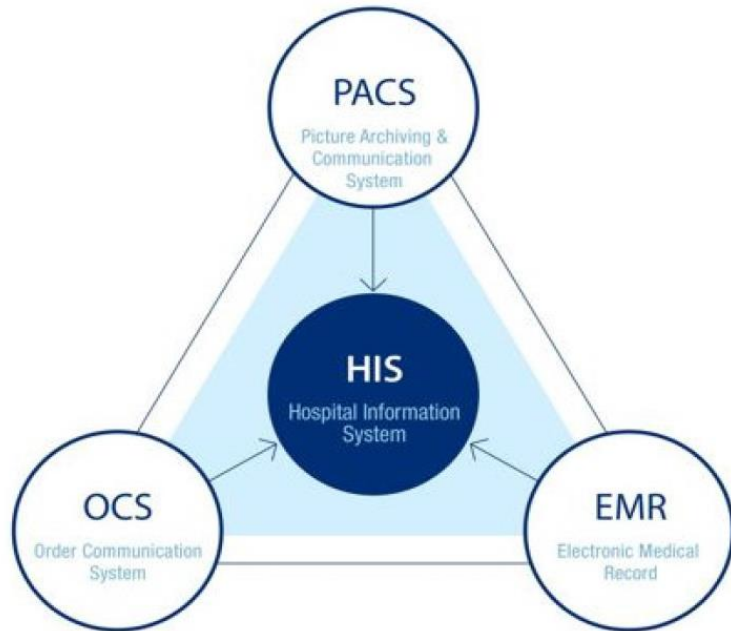 PACS
Picture Archiving &
Communication
System
HIS
Hospital Information
System
OCS
Order Communication
System
EMR
Electronic Medical
Record